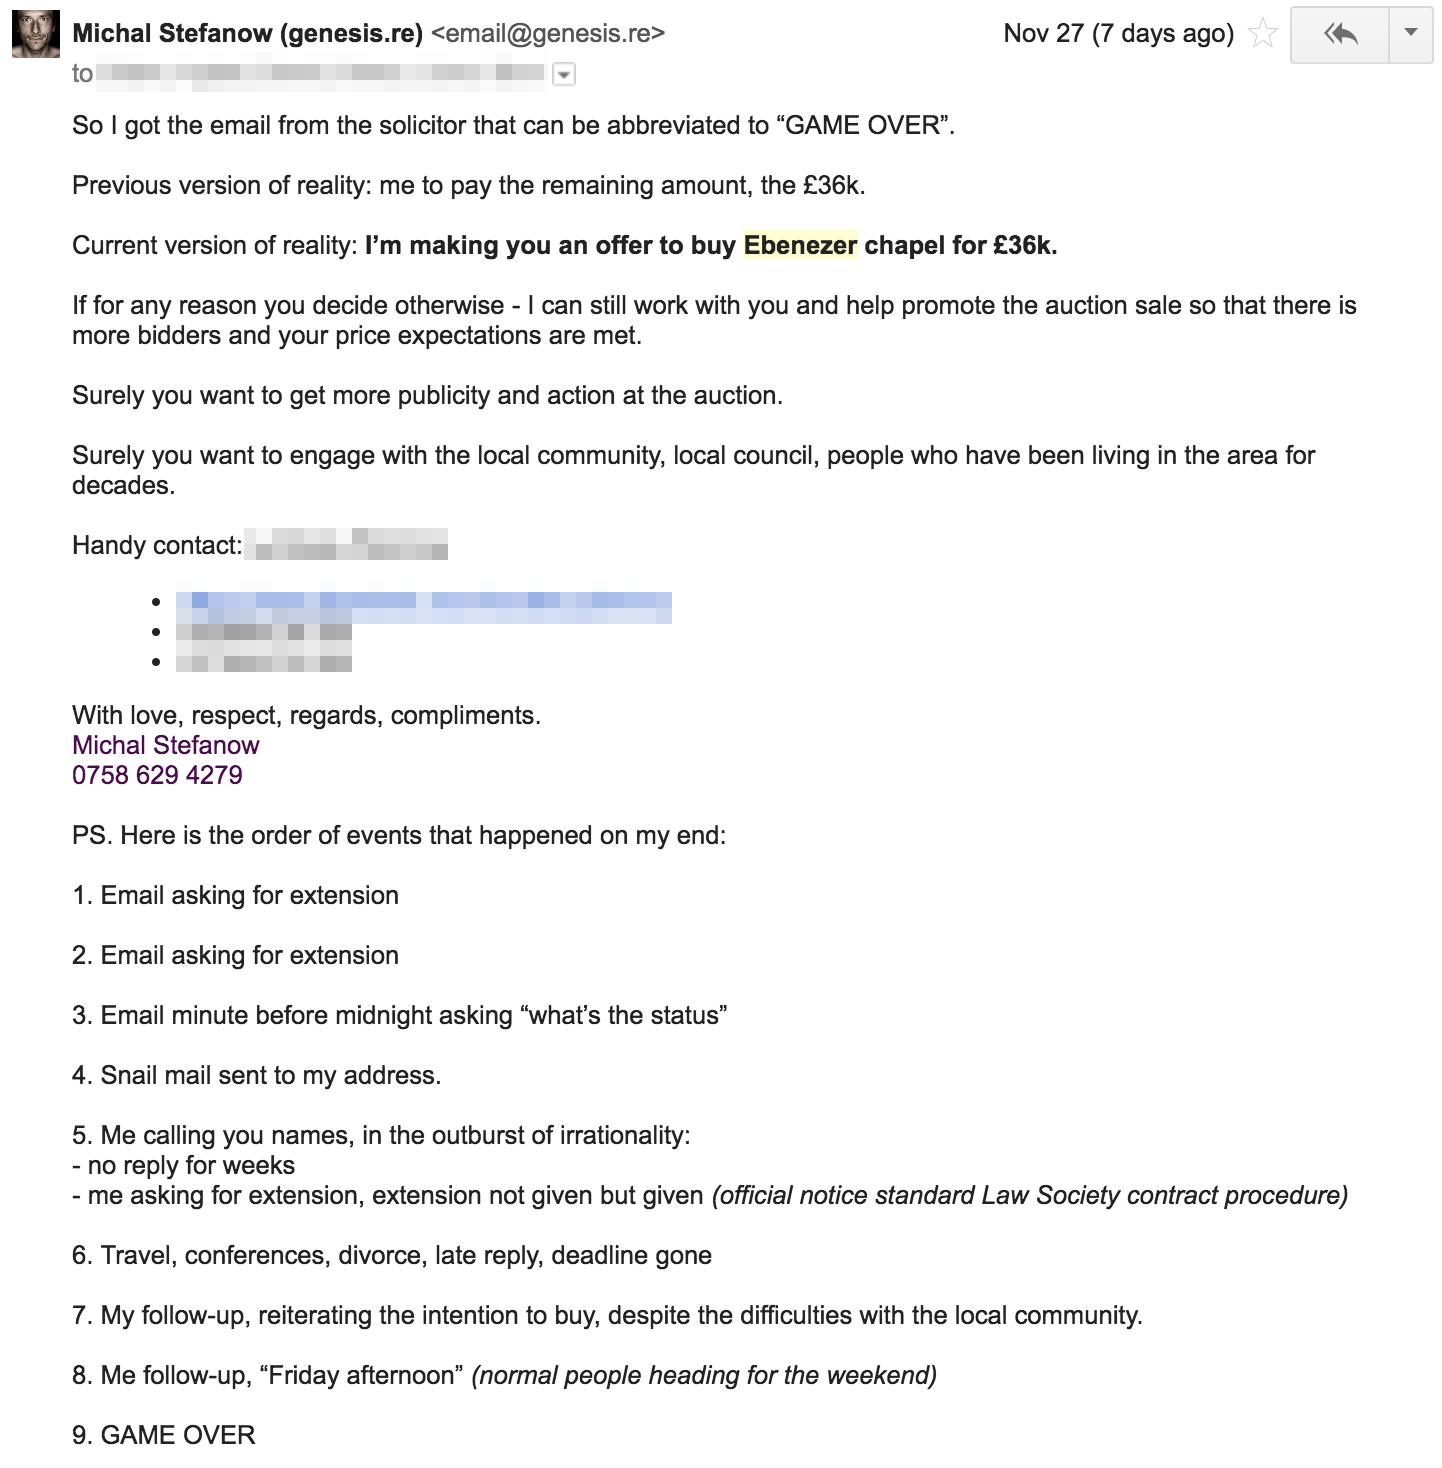 Michal Stefanow (genesis.re) <email@genesis.re>
Nov 27 (7 days ago)
to
So I got the email from the solicitor that can be abbreviated to “GAME OVER”.
Previous version of reality: me to pay the remaining amount, the £36k.
Current version of reality: I’m making you an offer to buy Ebenezer chapel for £36k.
If for any reason you decide otherwise - I can still work with you and help promote the auction sale so that there is
more bidders and your price expectations are met.
Surely you want to get more publicity and action at the auction.
Surely you want to engage with the local community, local council, people who have been living in the area for
decades.
Handy contact:
With love, respect, regards, compliments.
Michal Stefanow
0758 629 4279
PS. Here is the order of events that happened on my end:
1. Email asking for extension
2. Email asking for extension
3. Email minute before midnight asking “what’s the status”
4. Snail mail sent to my address.
5. Me calling you names, in the outburst of irrationality:
- no reply for weeks
- me asking for extension, extension not given but given (official notice standard Law Society contract procedure)
6. Travel, conferences, divorce, late reply, deadline gone
7. My follow-up, reiterating the intention to buy, despite the difficulties with the local community.
8. Me follow-up, “Friday afternoon” (normal people heading for the weekend)
9. GAME OVER